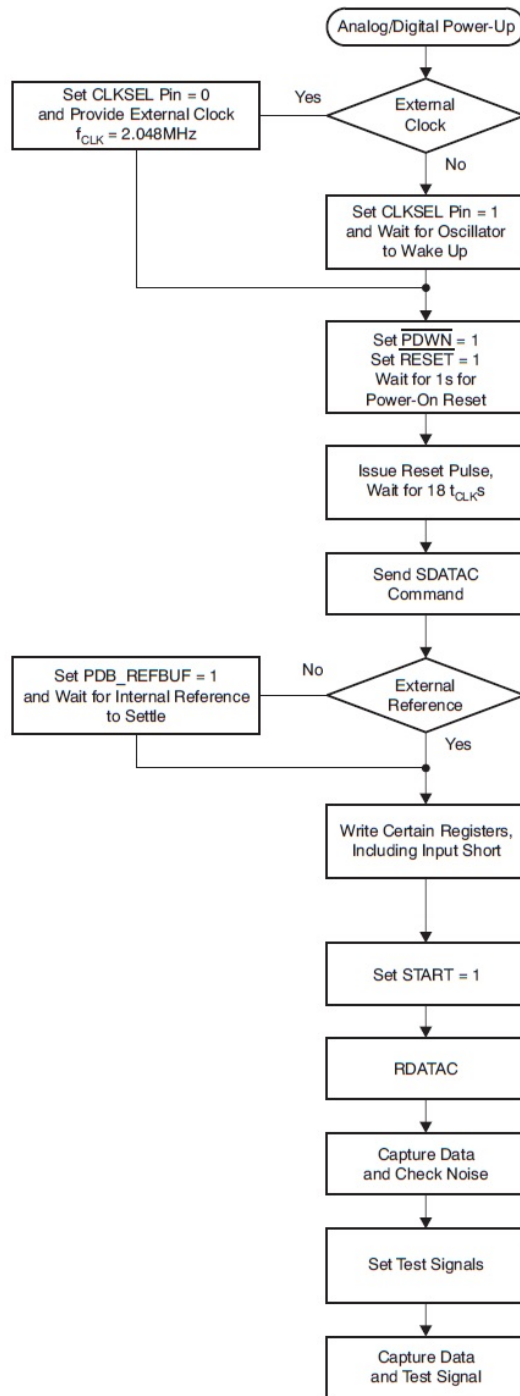 Analog/Digital Power-Up
Set CLKSEL Pin = 0
and Provide External Clock
fCLK = 2.048MHz
Yes
External
Clock
No
Set CLKSEL Pin = 1
and Wait for Oscillator
to Wake Up
Set PDWN = 1
Set RESET = 1
Wait for 1s for
Power-On Reset
Issue Reset Pulse,
Wait for 18 tCLKs
Send SDATAC
Command
Set PDB_REFBUF = 1
and Wait for Internal Reference
to Settle
No
External
Reference
Yes
Write Certain Registers,
Including Input Short
Set START = 1
RDATAC
Capture Data
and Check Noise
Set Test Signals
Capture Data
and Test Signal